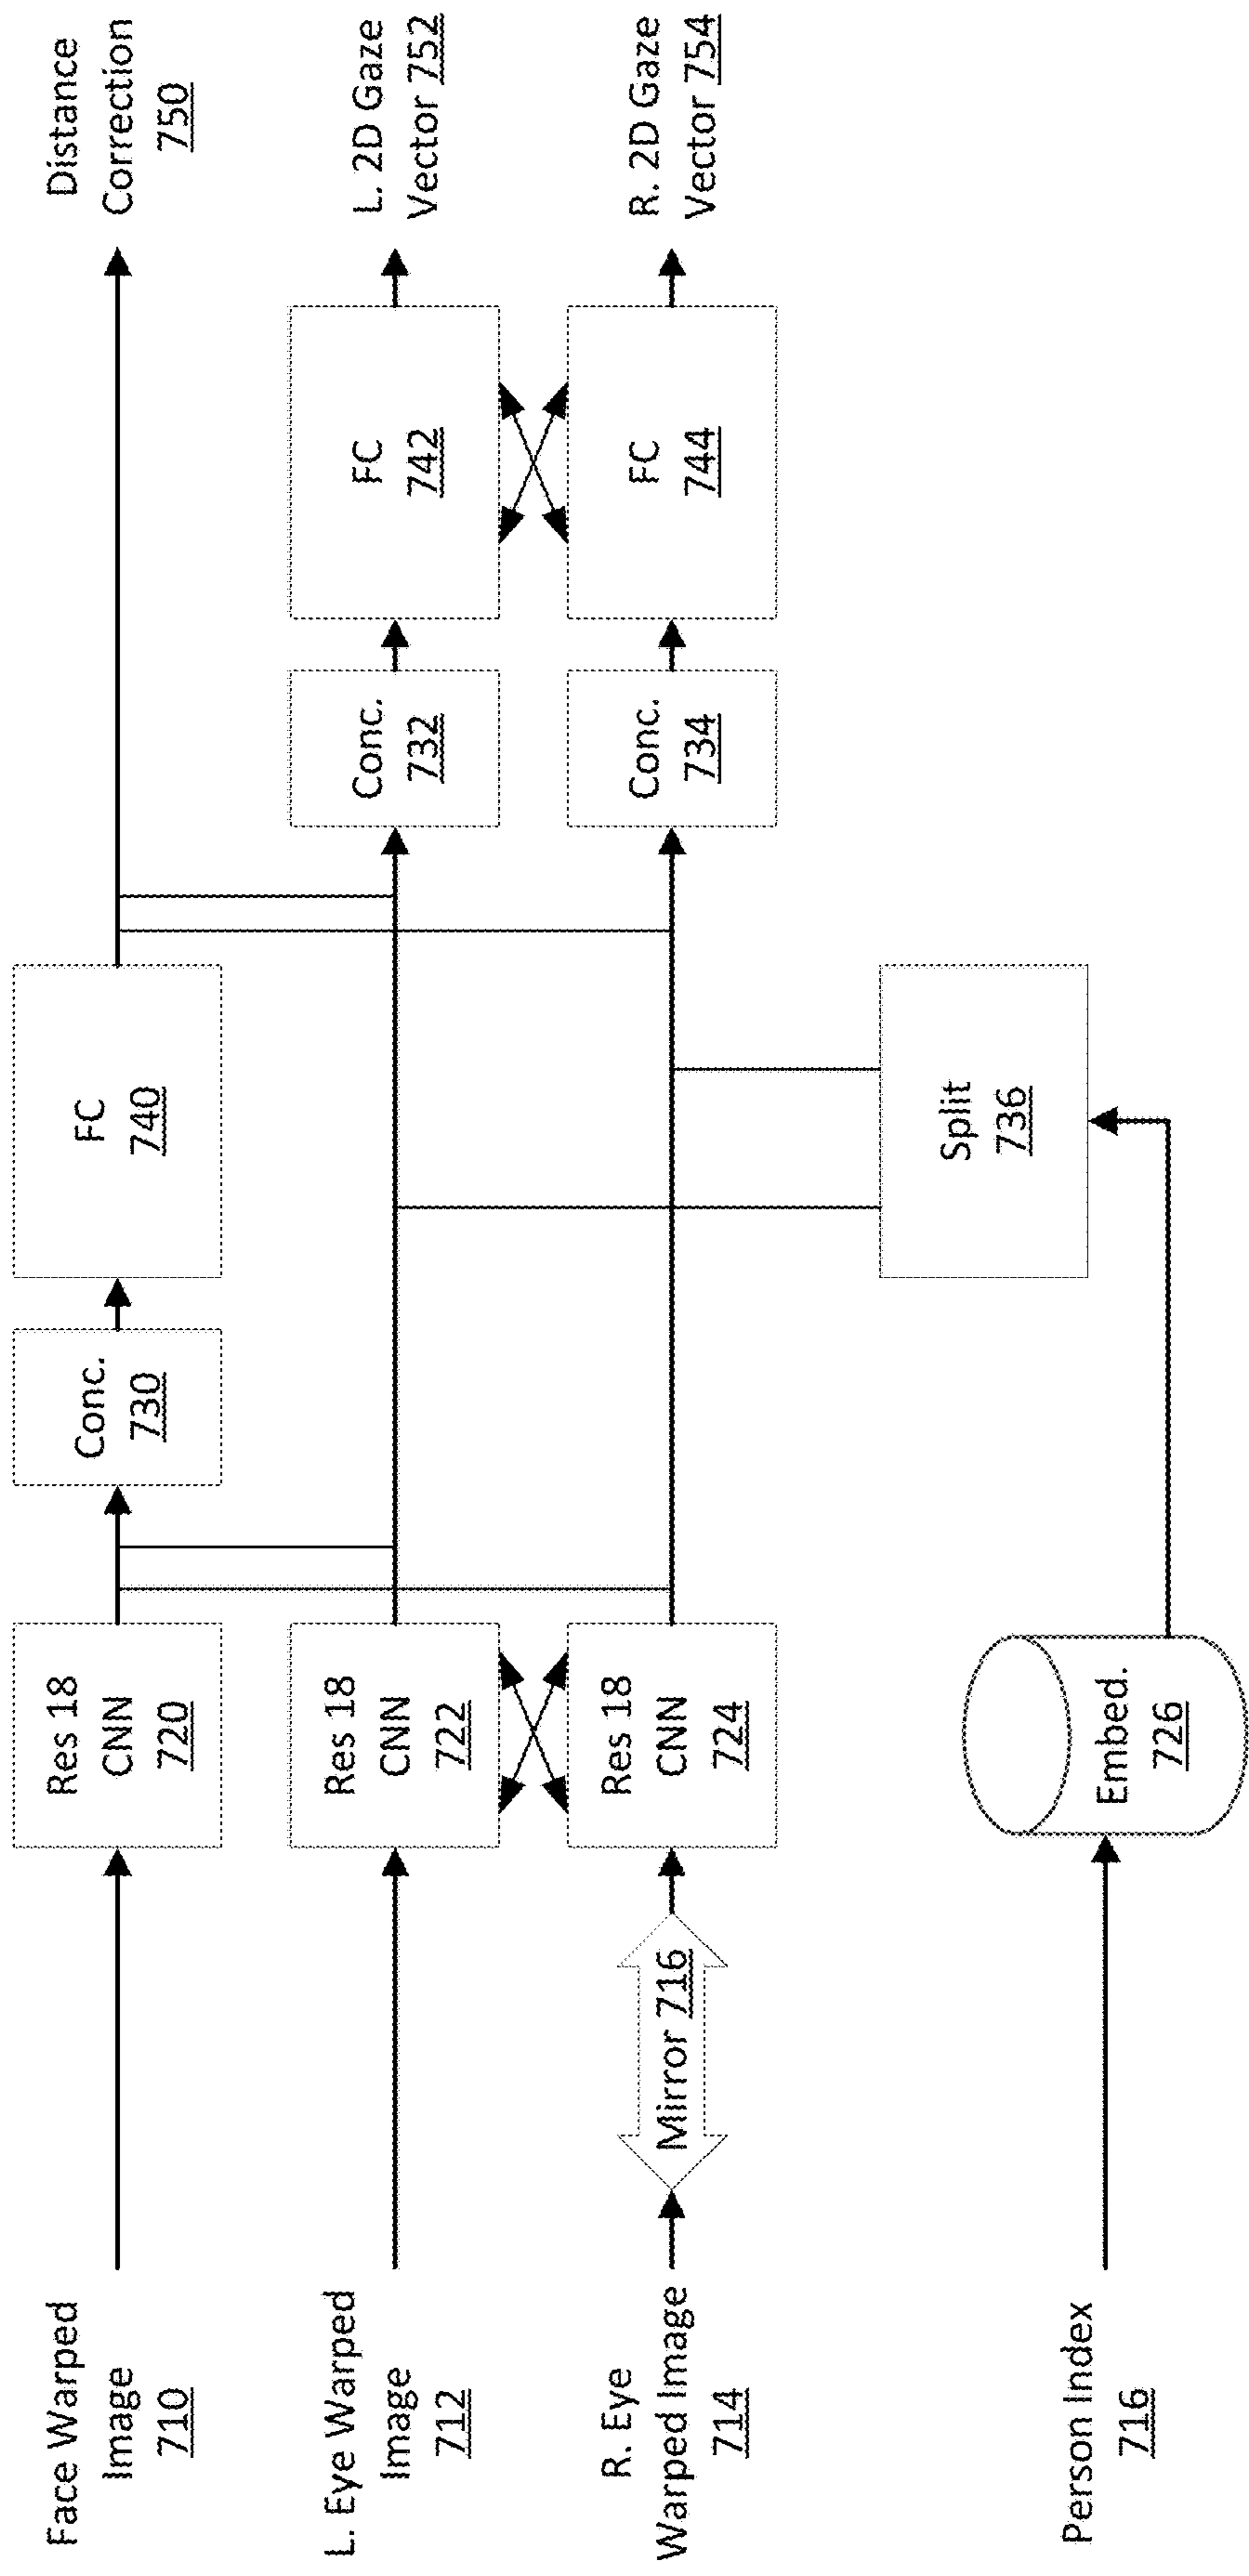 Face Warped
Image
710
Res 18
CNN
720
Conc.
730
FC
740
Distance
Correction
750
L. Eye Warped
Image
712
Res 18
CNN
722
Conc.
732
FC
742
L. 2D Gaze
Vector 752
R. Eye
Warped Image
714
Mirror 716
Res 18
CNN
724
Conc.
734
FC
744
R. 2D Gaze
Vector 754
Split
736
Person Index
716
Embed.
726